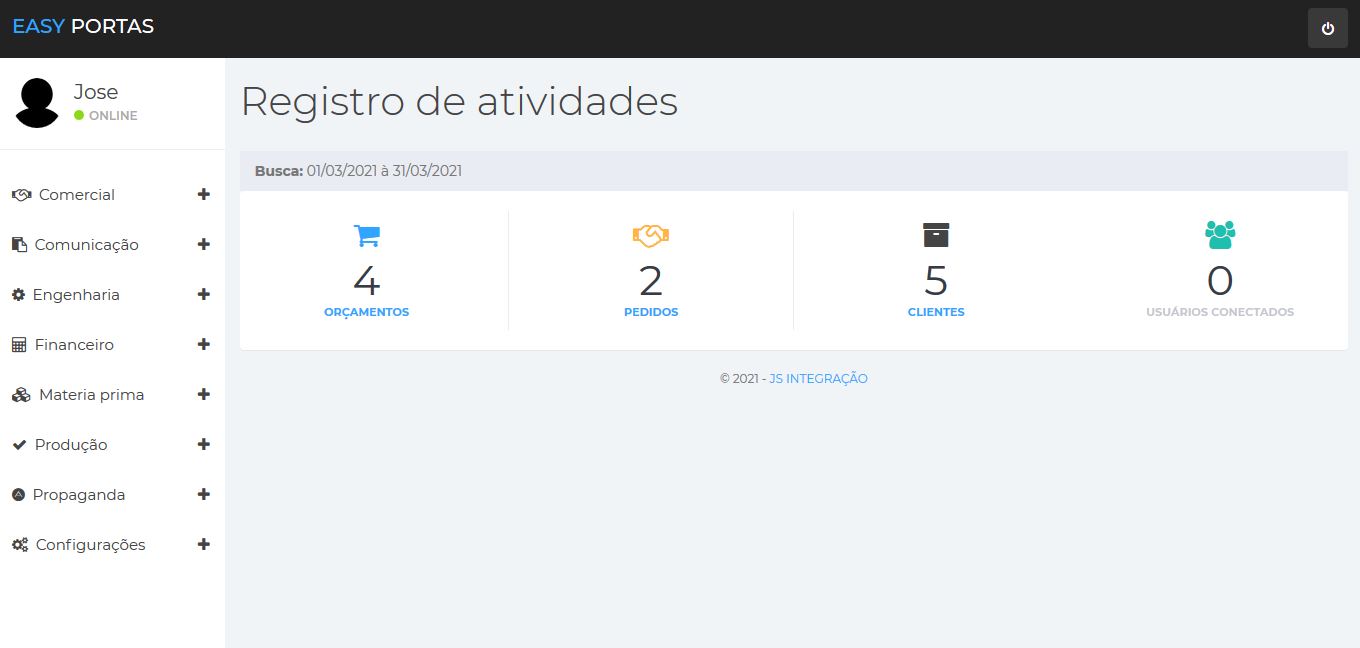 EASY PORTAS
Jose
ONLINE
Comercial
Comunicação
Engenharia
Financeiro
Materia prima
Produção
Propaganda
Configurações
Registro de atividades
Busca: 01/03/2021 à 31/03/2021
4
ORÇAMENTOS
2
PEDIDOS
5
CLIENTES
0
USUÁRIOS CONECTADOS
© 2021 - JS INTEGRAÇÃO